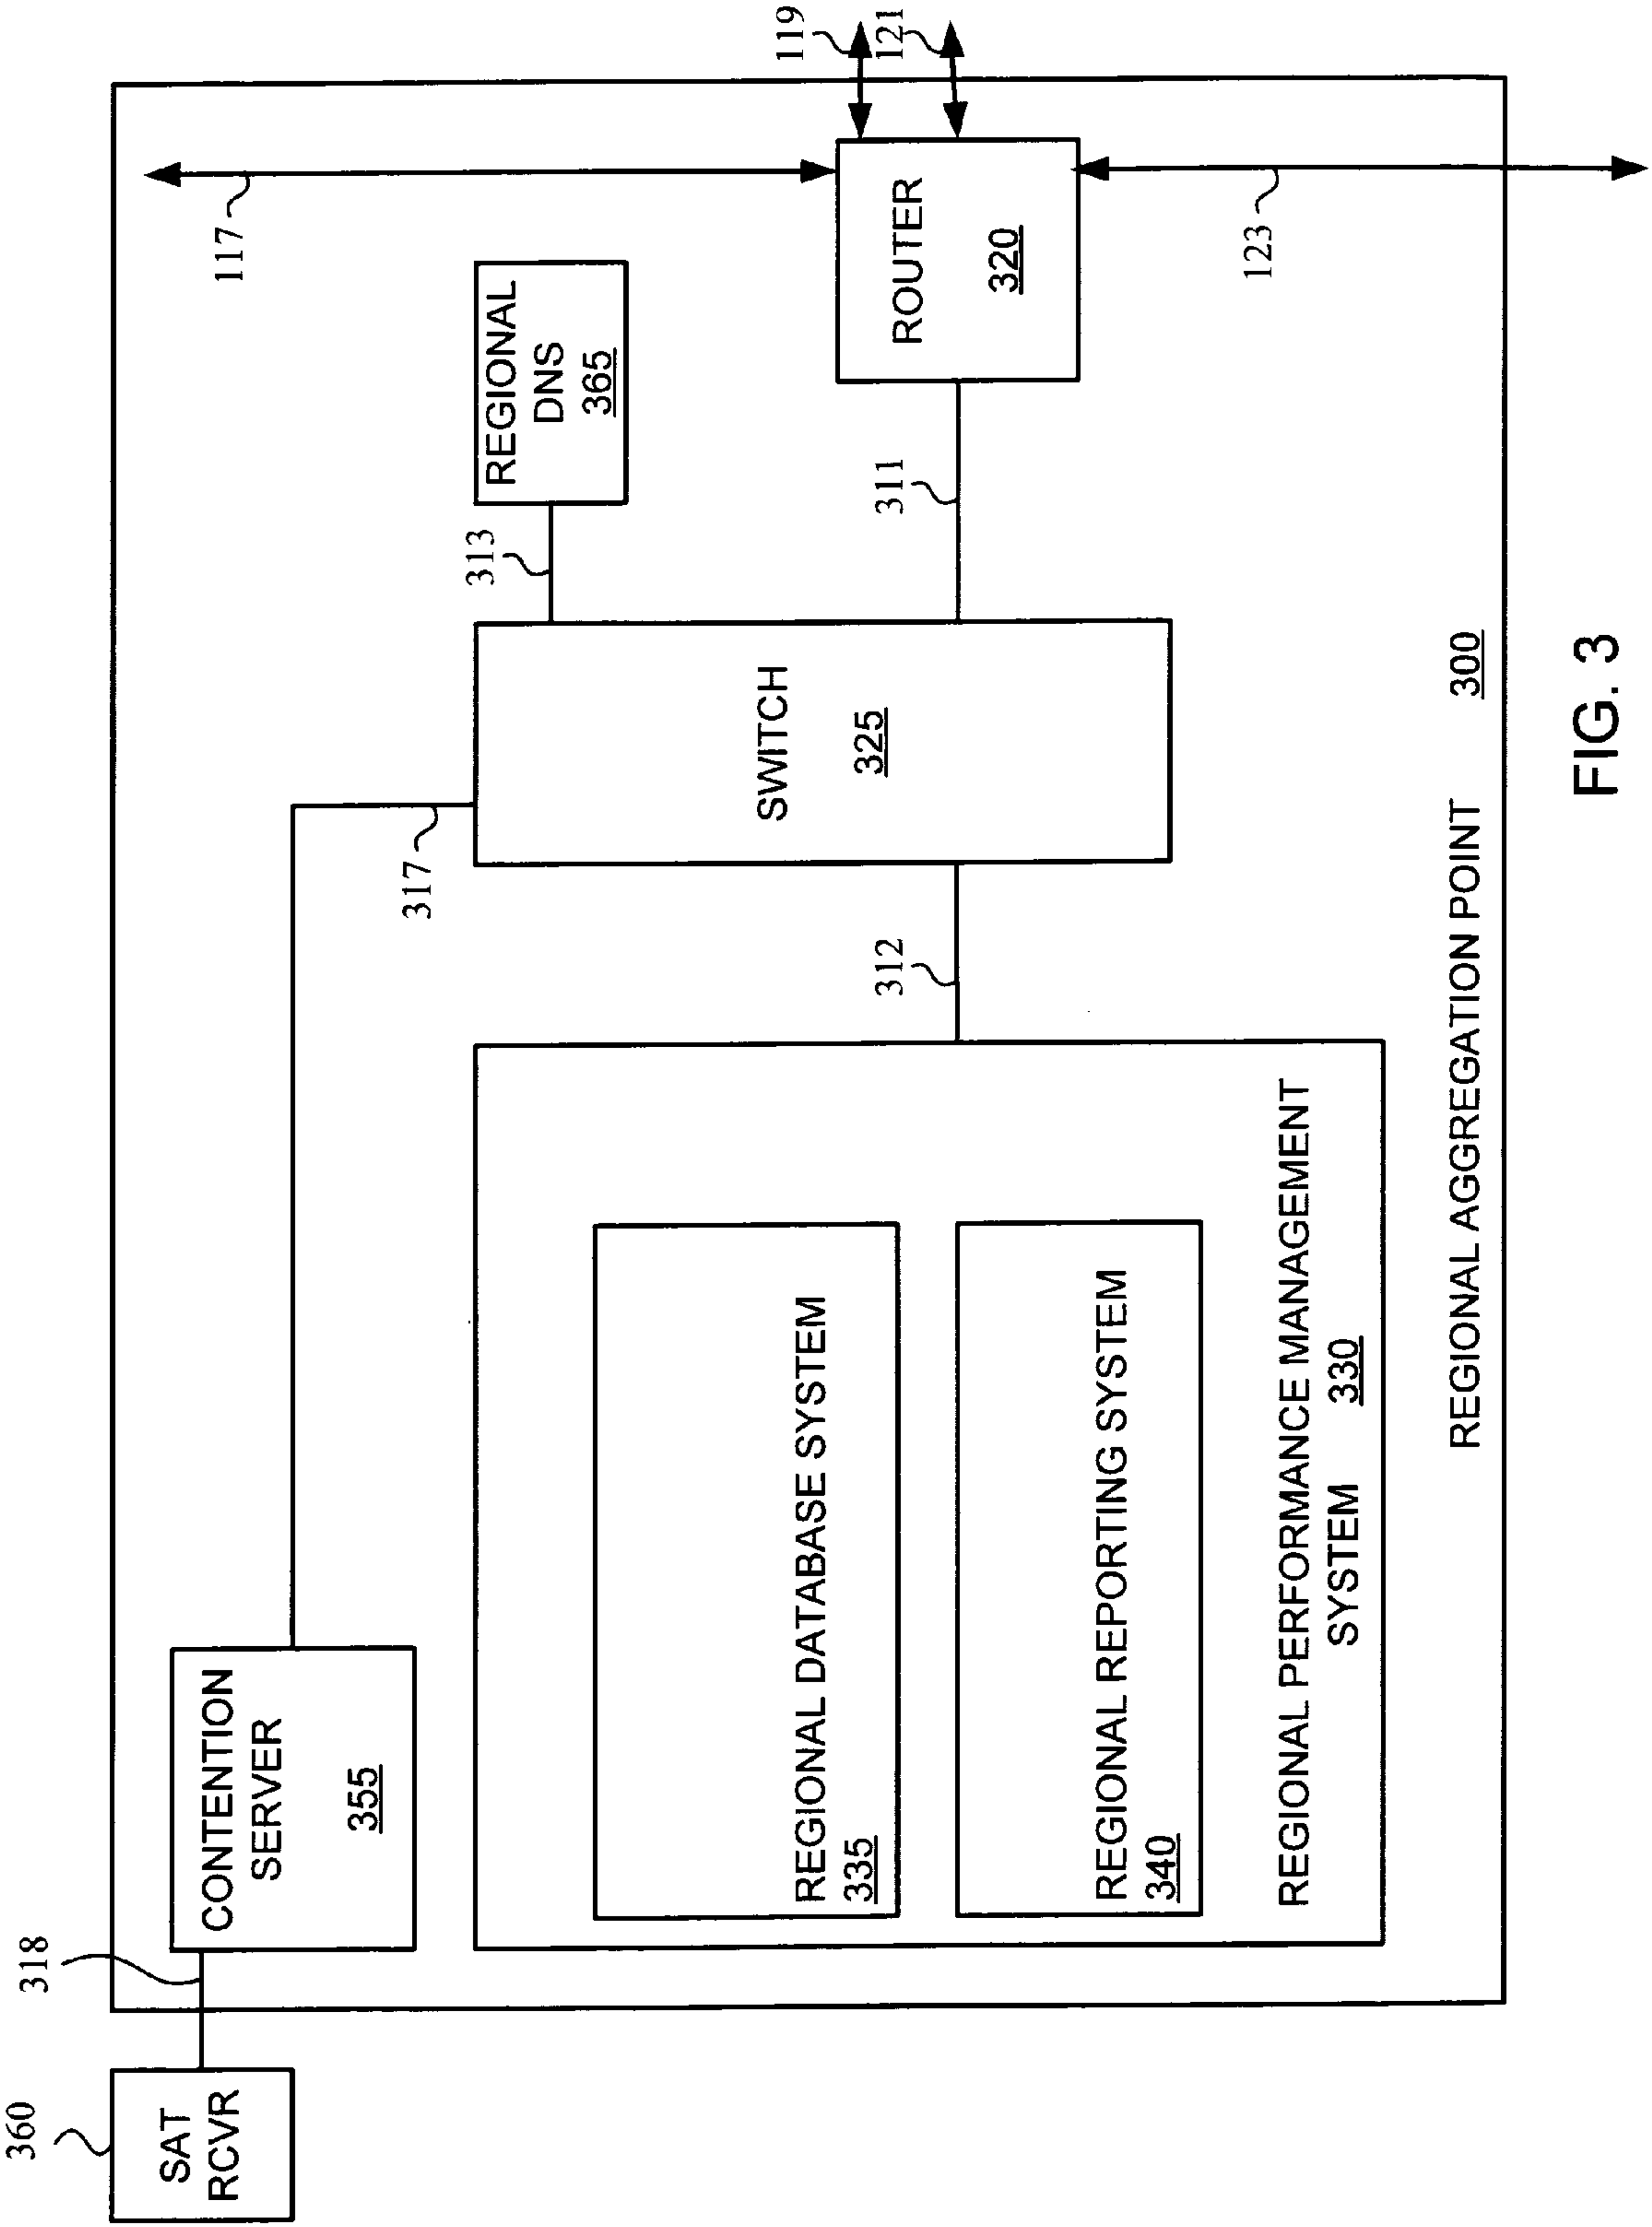 360
SAT
RCVR
318
CONTENTION
SERVER
355
317
313
REGIONAL
DNS
365
117
119
121
REGIONAL DATABASE SYSTEM
335
REGIONAL REPORTING SYSTEM
340
REGIONAL PERFORMANCE MANAGEMENT
SYSTEM 330
312
SWITCH
325
311
ROUTER
320
123
REGIONAL AGGREGATION POINT 300
FIG. 3